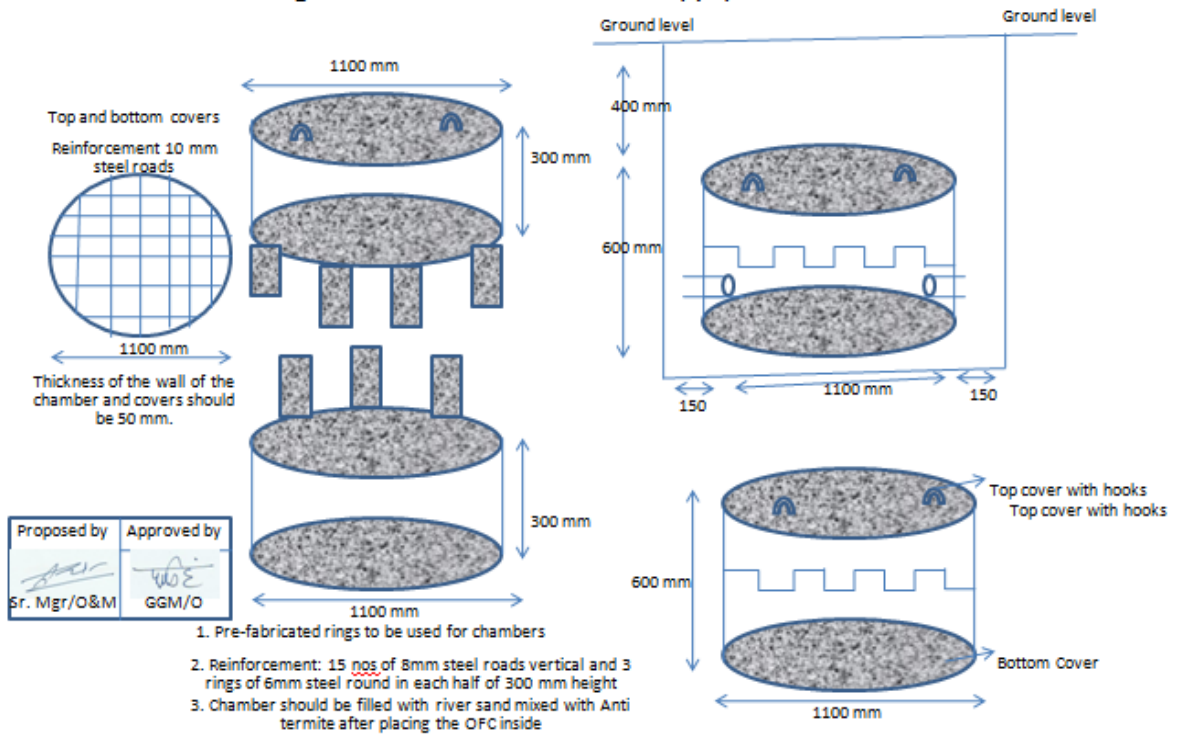 Ground level
Ground level
1100 mm
400 mm
Top and bottom covers
Reinforcement 10 mm
steel roads
300 mm
600 mm
1100 mm
Thickness of the wall of the
chamber and covers should
be 50 mm.
150
1100 mm
150
Top cover with hooks
Top cover with hooks
300 mm
Proposed by
Approved by
Sr. Mgr/O&M
GGM/O
600 mm
1100 mm
Bottom Cover
1100 mm
1. Pre-fabricated rings to be used for chambers
2. Reinforcement: 15 nos of 8mm steel roads vertical and 3
rings of 6mm steel round in each half of 300 mm height
3. Chamber should be filled with river sand mixed with Anti
termite after placing the OFC inside